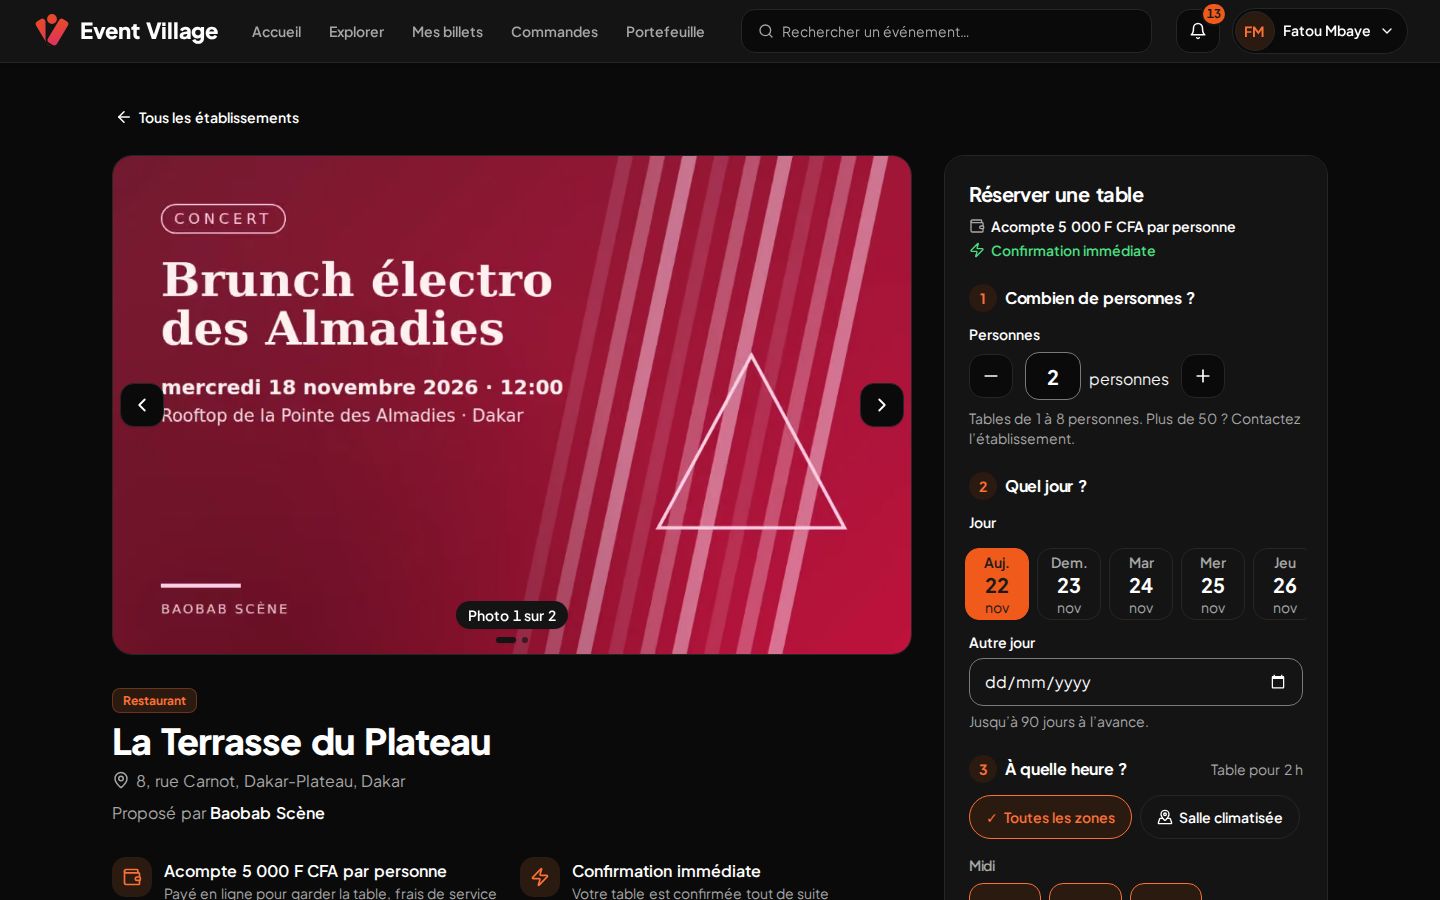 Event Village
Accueil
Explorer
Mes billets
Commandes
Portefeuille
Rechercher un événement...
13
FM
Fatou Mbaye
Tous les établissements
CONCERT
Brunch électro
des Almadies
mercredi 18 novembre 2026 · 12:00
Rooftop de la Pointe des Almadies · Dakar
BAOBAB SCÈNE
Photo 1 sur 2
Restaurant
La Terrasse du Plateau
8, rue Carnot, Dakar-Plateau, Dakar
Proposé par Baobab Scène
Acompte 5 000 F CFA par personne
Payé en ligne pour garder la table, frais de service
Confirmation immédiate
Votre table est confirmée tout de suite
Réserver une table
Acompte 5 000 F CFA par personne
Confirmation immédiate
1 Combien de personnes ?
Personnes
2 personnes
Tables de 1 à 8 personnes. Plus de 50 ? Contactez
l'établissement.
2 Quel jour ?
Jour
Auj. 22 nov
Dem. 23 nov
Mar 24 nov
Mer 25 nov
Jeu 26 nov
Autre jour
dd/mm/yyyy
Jusqu'à 90 jours à l'avance.
3 À quelle heure ?
Table pour 2 h
✓ Toutes les zones
Salle climatisée
Midi